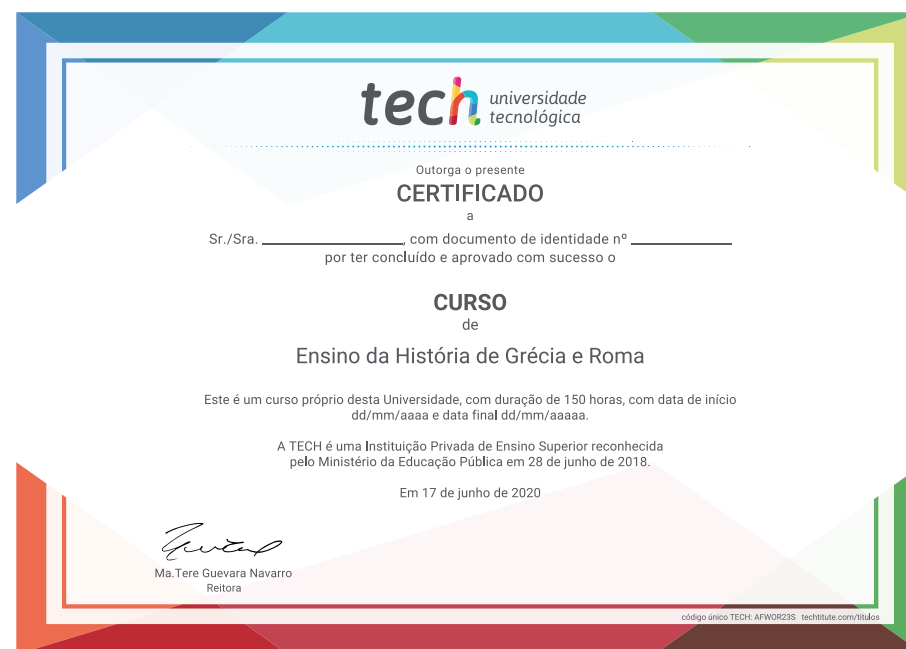 tech universidade
tecnológica
Outorga o presente
CERTIFICADO
a
Sr./Sra. ____________________, com documento de identidade nº ______________
por ter concluído e aprovado com sucesso o
CURSO
de
Ensino da História de Grécia e Roma
Este é um curso próprio desta Universidade, com duração de 150 horas, com data de início
dd/mm/aaaa e data final dd/mm/aaaaa.
A TECH é uma Instituição Privada de Ensino Superior reconhecida
pelo Ministério da Educação Pública em 28 de junho de 2018.
Em 17 de junho de 2020
Ma.Tere Guevara Navarro
Reitora
código único TECH: AFWOR23S techtitute.com/titulos